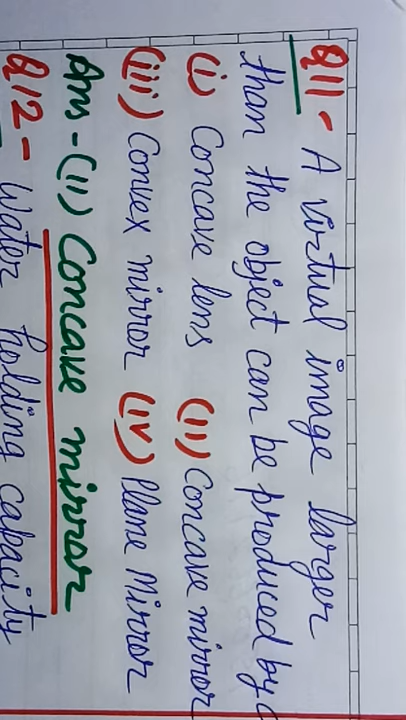 Q11- A virtual image larger
than the object can be produced by
(i) Concave lens (ii) Concave mirror
(iii) Convex mirror (iv) Plane Mirror
Ans-(ii) Concave mirror
Q12- Water holding capacity